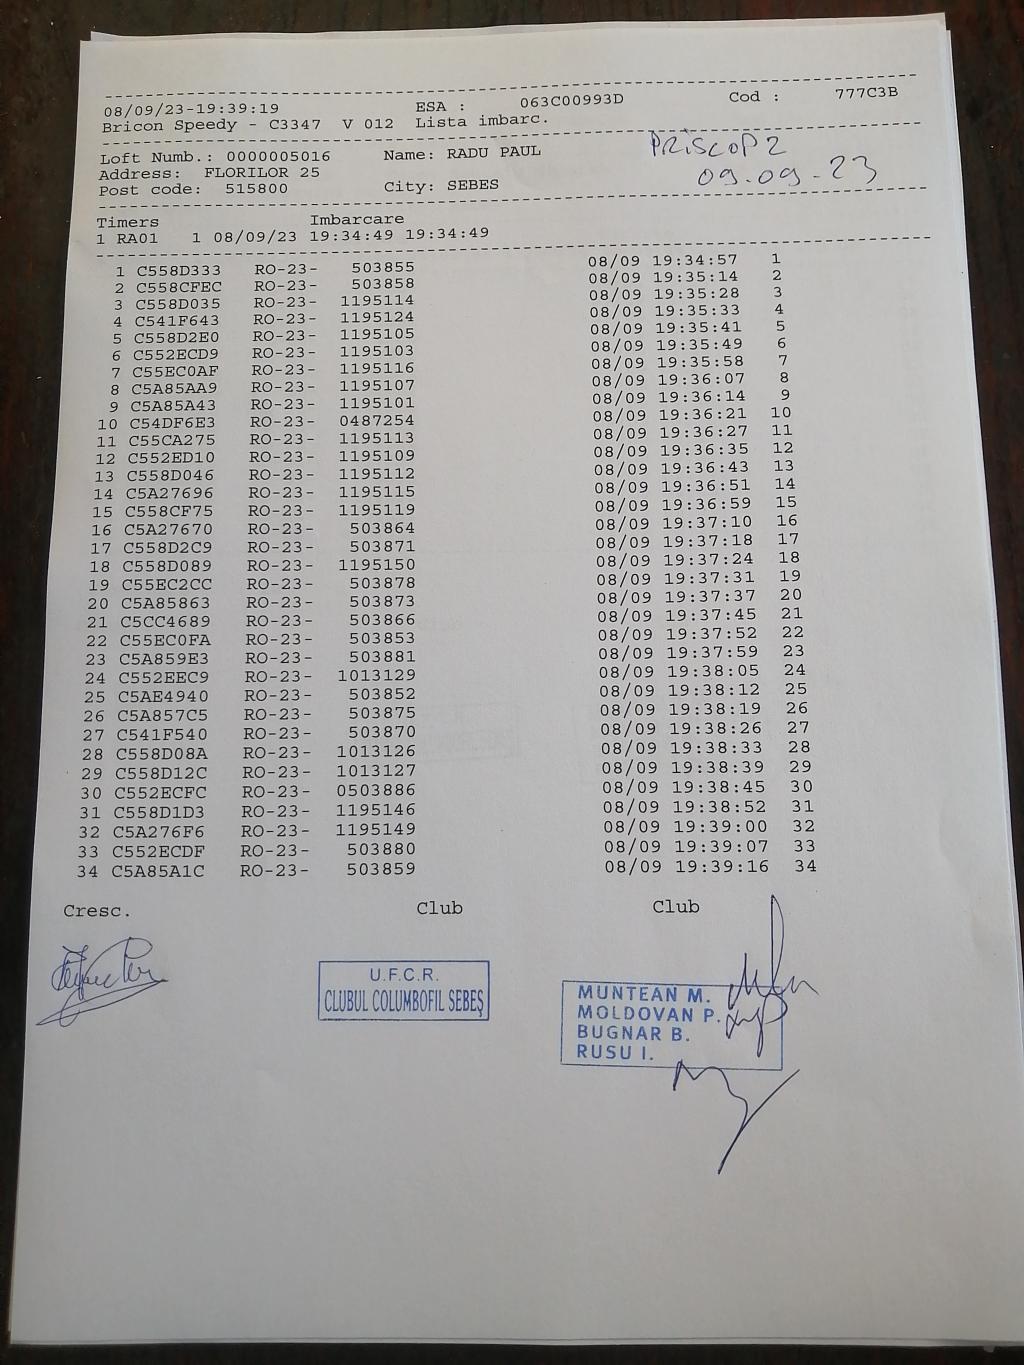 08/09/23-19:39:19 ESA : 063C00993D Cod : 777C3B
Bricon Speedy - C3347 V 012 Lista imbarc.
Loft Numb.: 0000005016 Name: RADU PAUL
PRISCOP 2
Address: FLORILOR 25
09.09.23
Post code: 515800 City: SEBES
Timers Imbarcare
1 RA01 1 08/09/23 19:34:49 19:34:49
1 C558D333 RO-23- 503855 08/09 19:34:57 1
2 C558CFEC RO-23- 503858 08/09 19:35:14 2
3 C558D035 RO-23- 1195114 08/09 19:35:28 3
4 C541F643 RO-23- 1195124 08/09 19:35:33 4
5 C558D2E0 RO-23- 1195105 08/09 19:35:41 5
6 C552ECD9 RO-23- 1195103 08/09 19:35:49 6
7 C55EC0AF RO-23- 1195116 08/09 19:35:58 7
8 C5A85AA9 RO-23- 1195107 08/09 19:36:07 8
9 C5A85A43 RO-23- 1195101 08/09 19:36:14 9
10 C54DF6E3 RO-23- 0487254 08/09 19:36:21 10
11 C55CA275 RO-23- 1195113 08/09 19:36:27 11
12 C552ED10 RO-23- 1195109 08/09 19:36:35 12
13 C558D046 RO-23- 1195112 08/09 19:36:43 13
14 C5A27696 RO-23- 1195115 08/09 19:36:51 14
15 C558CF75 RO-23- 1195119 08/09 19:36:59 15
16 C5A27670 RO-23- 503864 08/09 19:37:10 16
17 C558D2C9 RO-23- 503871 08/09 19:37:18 17
18 C558D089 RO-23- 1195150 08/09 19:37:24 18
19 C55EC2CC RO-23- 503878 08/09 19:37:31 19
20 C5A85863 RO-23- 503873 08/09 19:37:37 20
21 C5CC4689 RO-23- 503866 08/09 19:37:45 21
22 C55EC0FA RO-23- 503853 08/09 19:37:52 22
23 C5A859E3 RO-23- 503881 08/09 19:37:59 23
24 C552EEC9 RO-23- 1013129 08/09 19:38:05 24
25 C5AE4940 RO-23- 503852 08/09 19:38:12 25
26 C5A857C5 RO-23- 503875 08/09 19:38:19 26
27 C541F540 RO-23- 503870 08/09 19:38:26 27
28 C558D08A RO-23- 1013126 08/09 19:38:33 28
29 C558D12C RO-23- 1013127 08/09 19:38:39 29
30 C552ECFC RO-23- 0503886 08/09 19:38:45 30
31 C558D1D3 RO-23- 1195146 08/09 19:38:52 31
32 C5A276F6 RO-23- 1195149 08/09 19:39:00 32
33 C552ECDF RO-23- 503880 08/09 19:39:07 33
34 C5A85A1C RO-23- 503859 08/09 19:39:16 34
Cresc. Club Club
U.F.C.R.
CLUBUL COLUMBOFIL SEBEȘ
MUNTEAN M.
MOLDOVAN P.
BUGNAR B.
RUSU I.